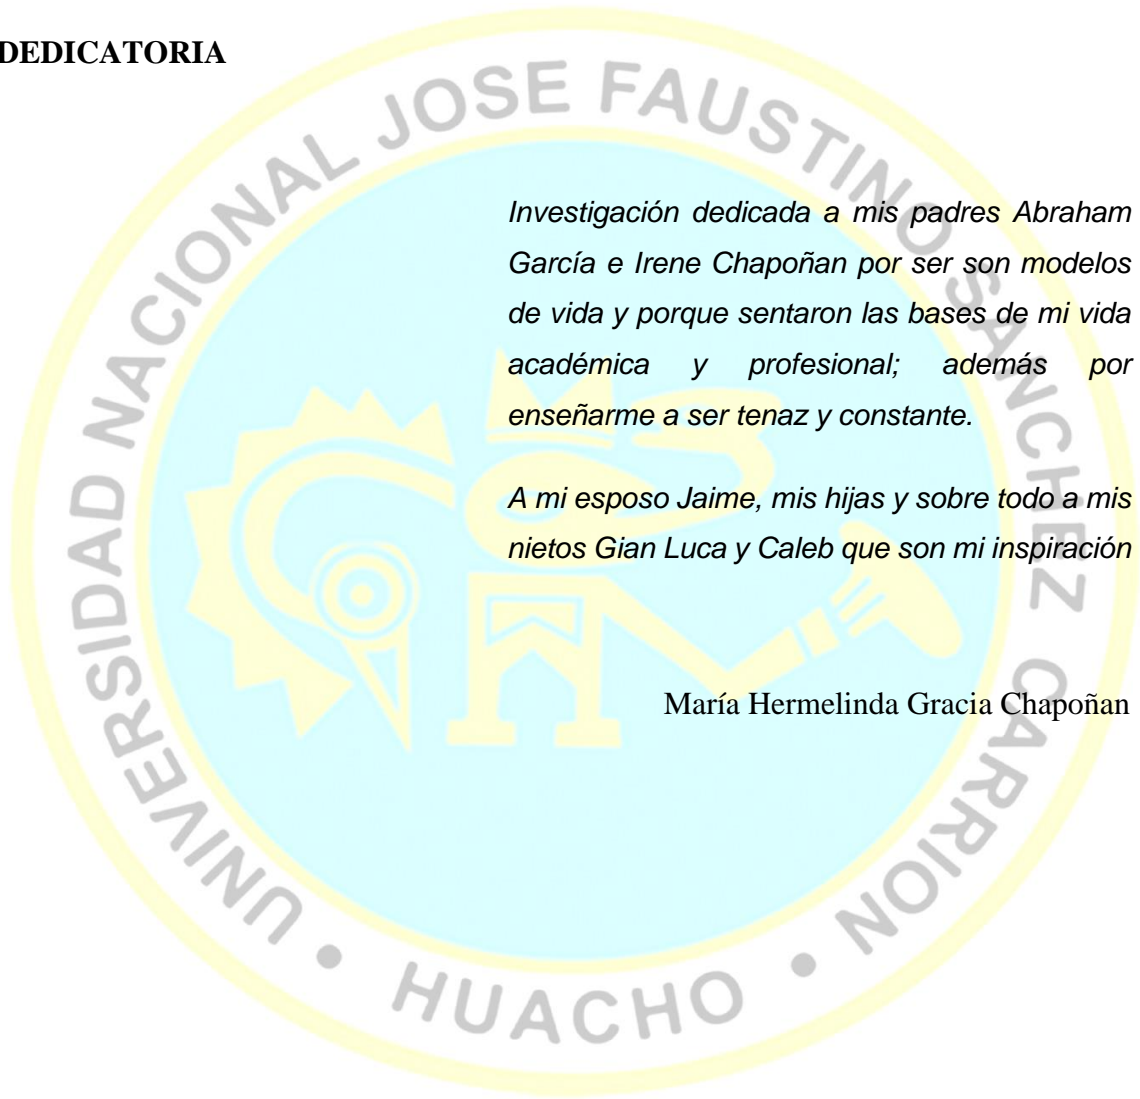 DEDICATORIA
Investigación dedicada a mis padres Abraham
García e Irene Chapoñan por ser son modelos
de vida y porque sentaron las bases de mi vida
académica y profesional; además por
enseñarme a ser tenaz y constante.
A mi esposo Jaime, mis hijas y sobre todo a mis
nietos Gian Luca y Caleb que son mi inspiración
María Hermelinda Gracia Chapoñan
UNIVERSIDAD NACIONAL JOSE FAUSTINO SANCHEZ CARRION
• HUACHO •